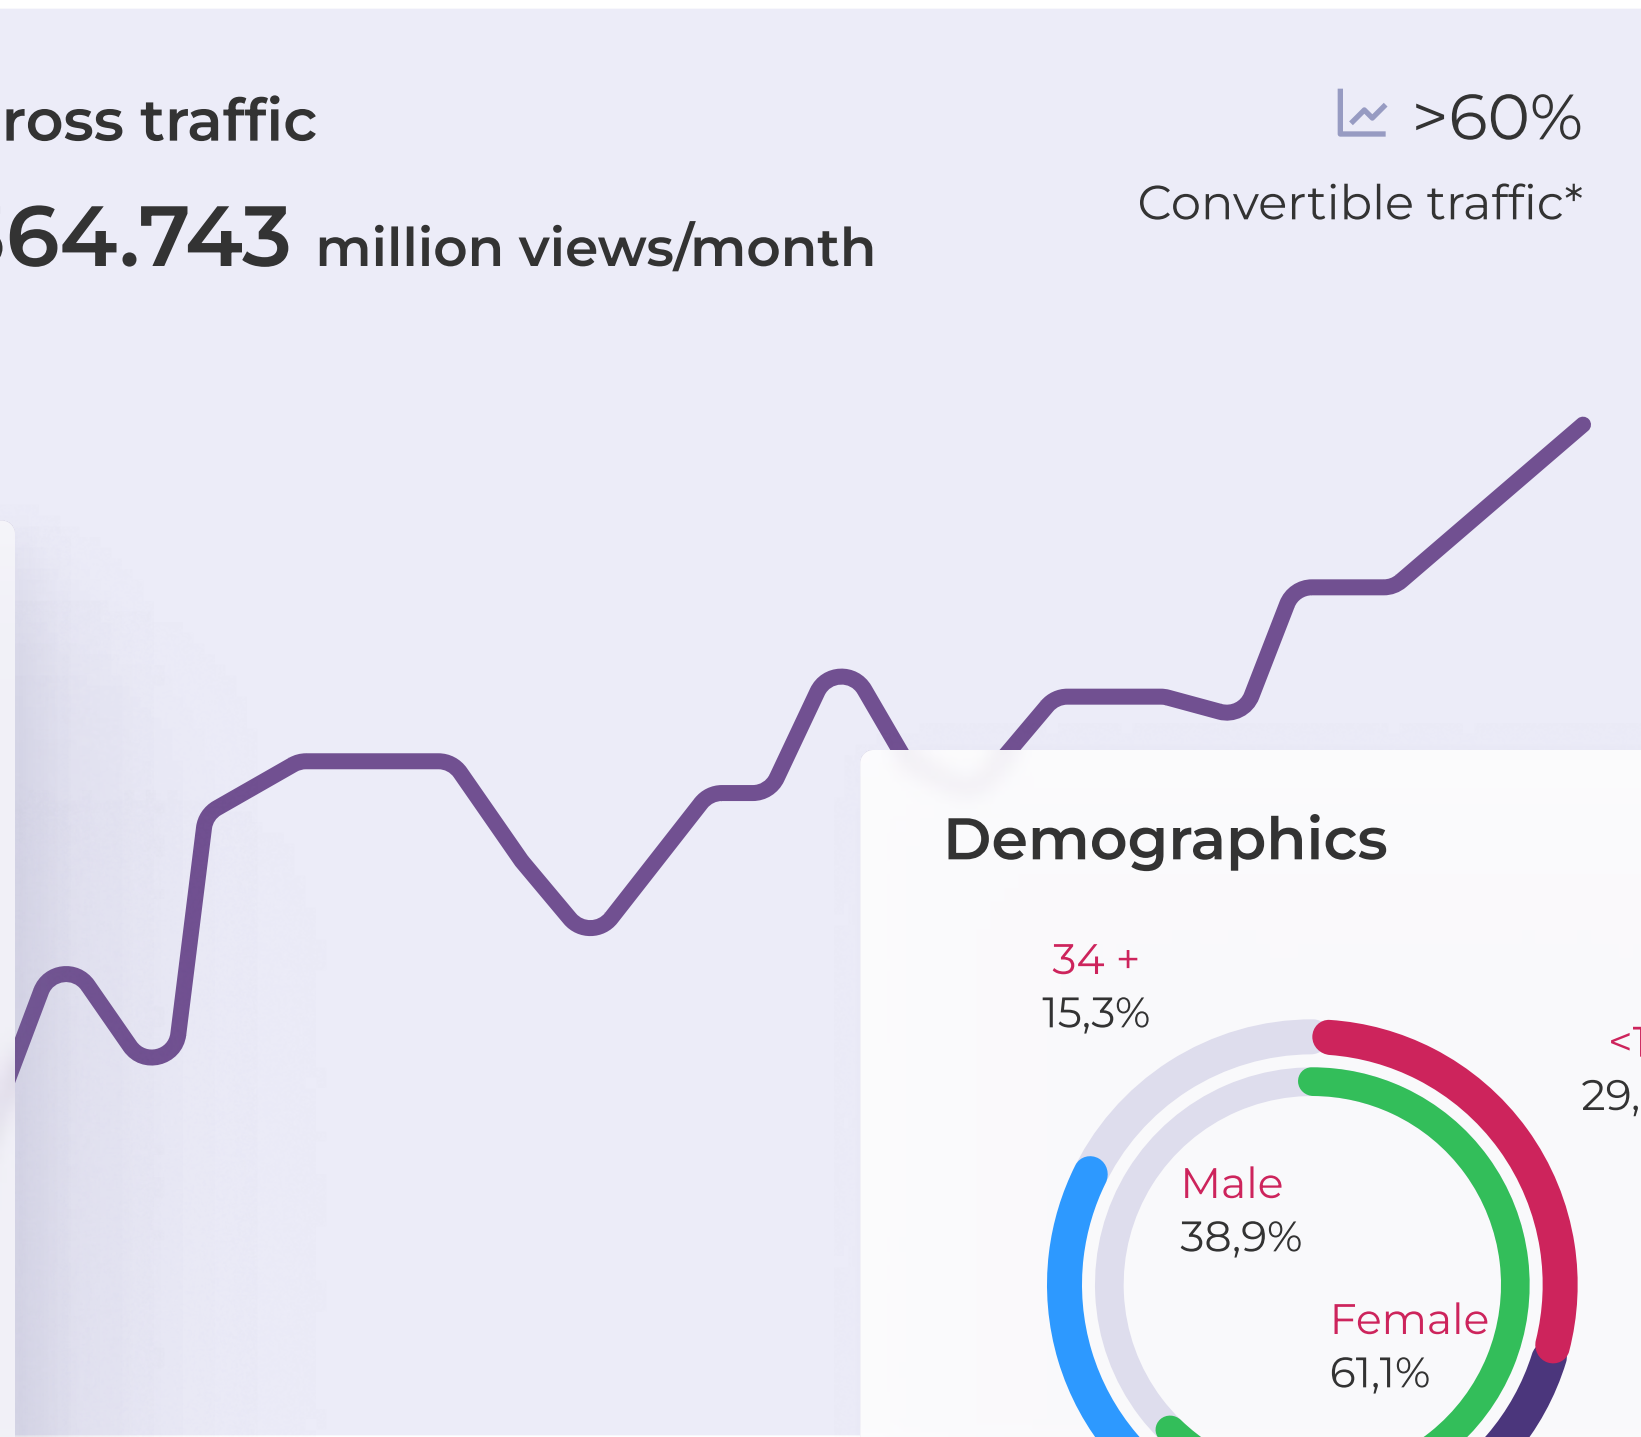 ross traffic
64.743 million views/month
>60%
Convertible traffic*
Demographics
34 +
15,3%
<1
29,
Male
38,9%
Female
61,1%